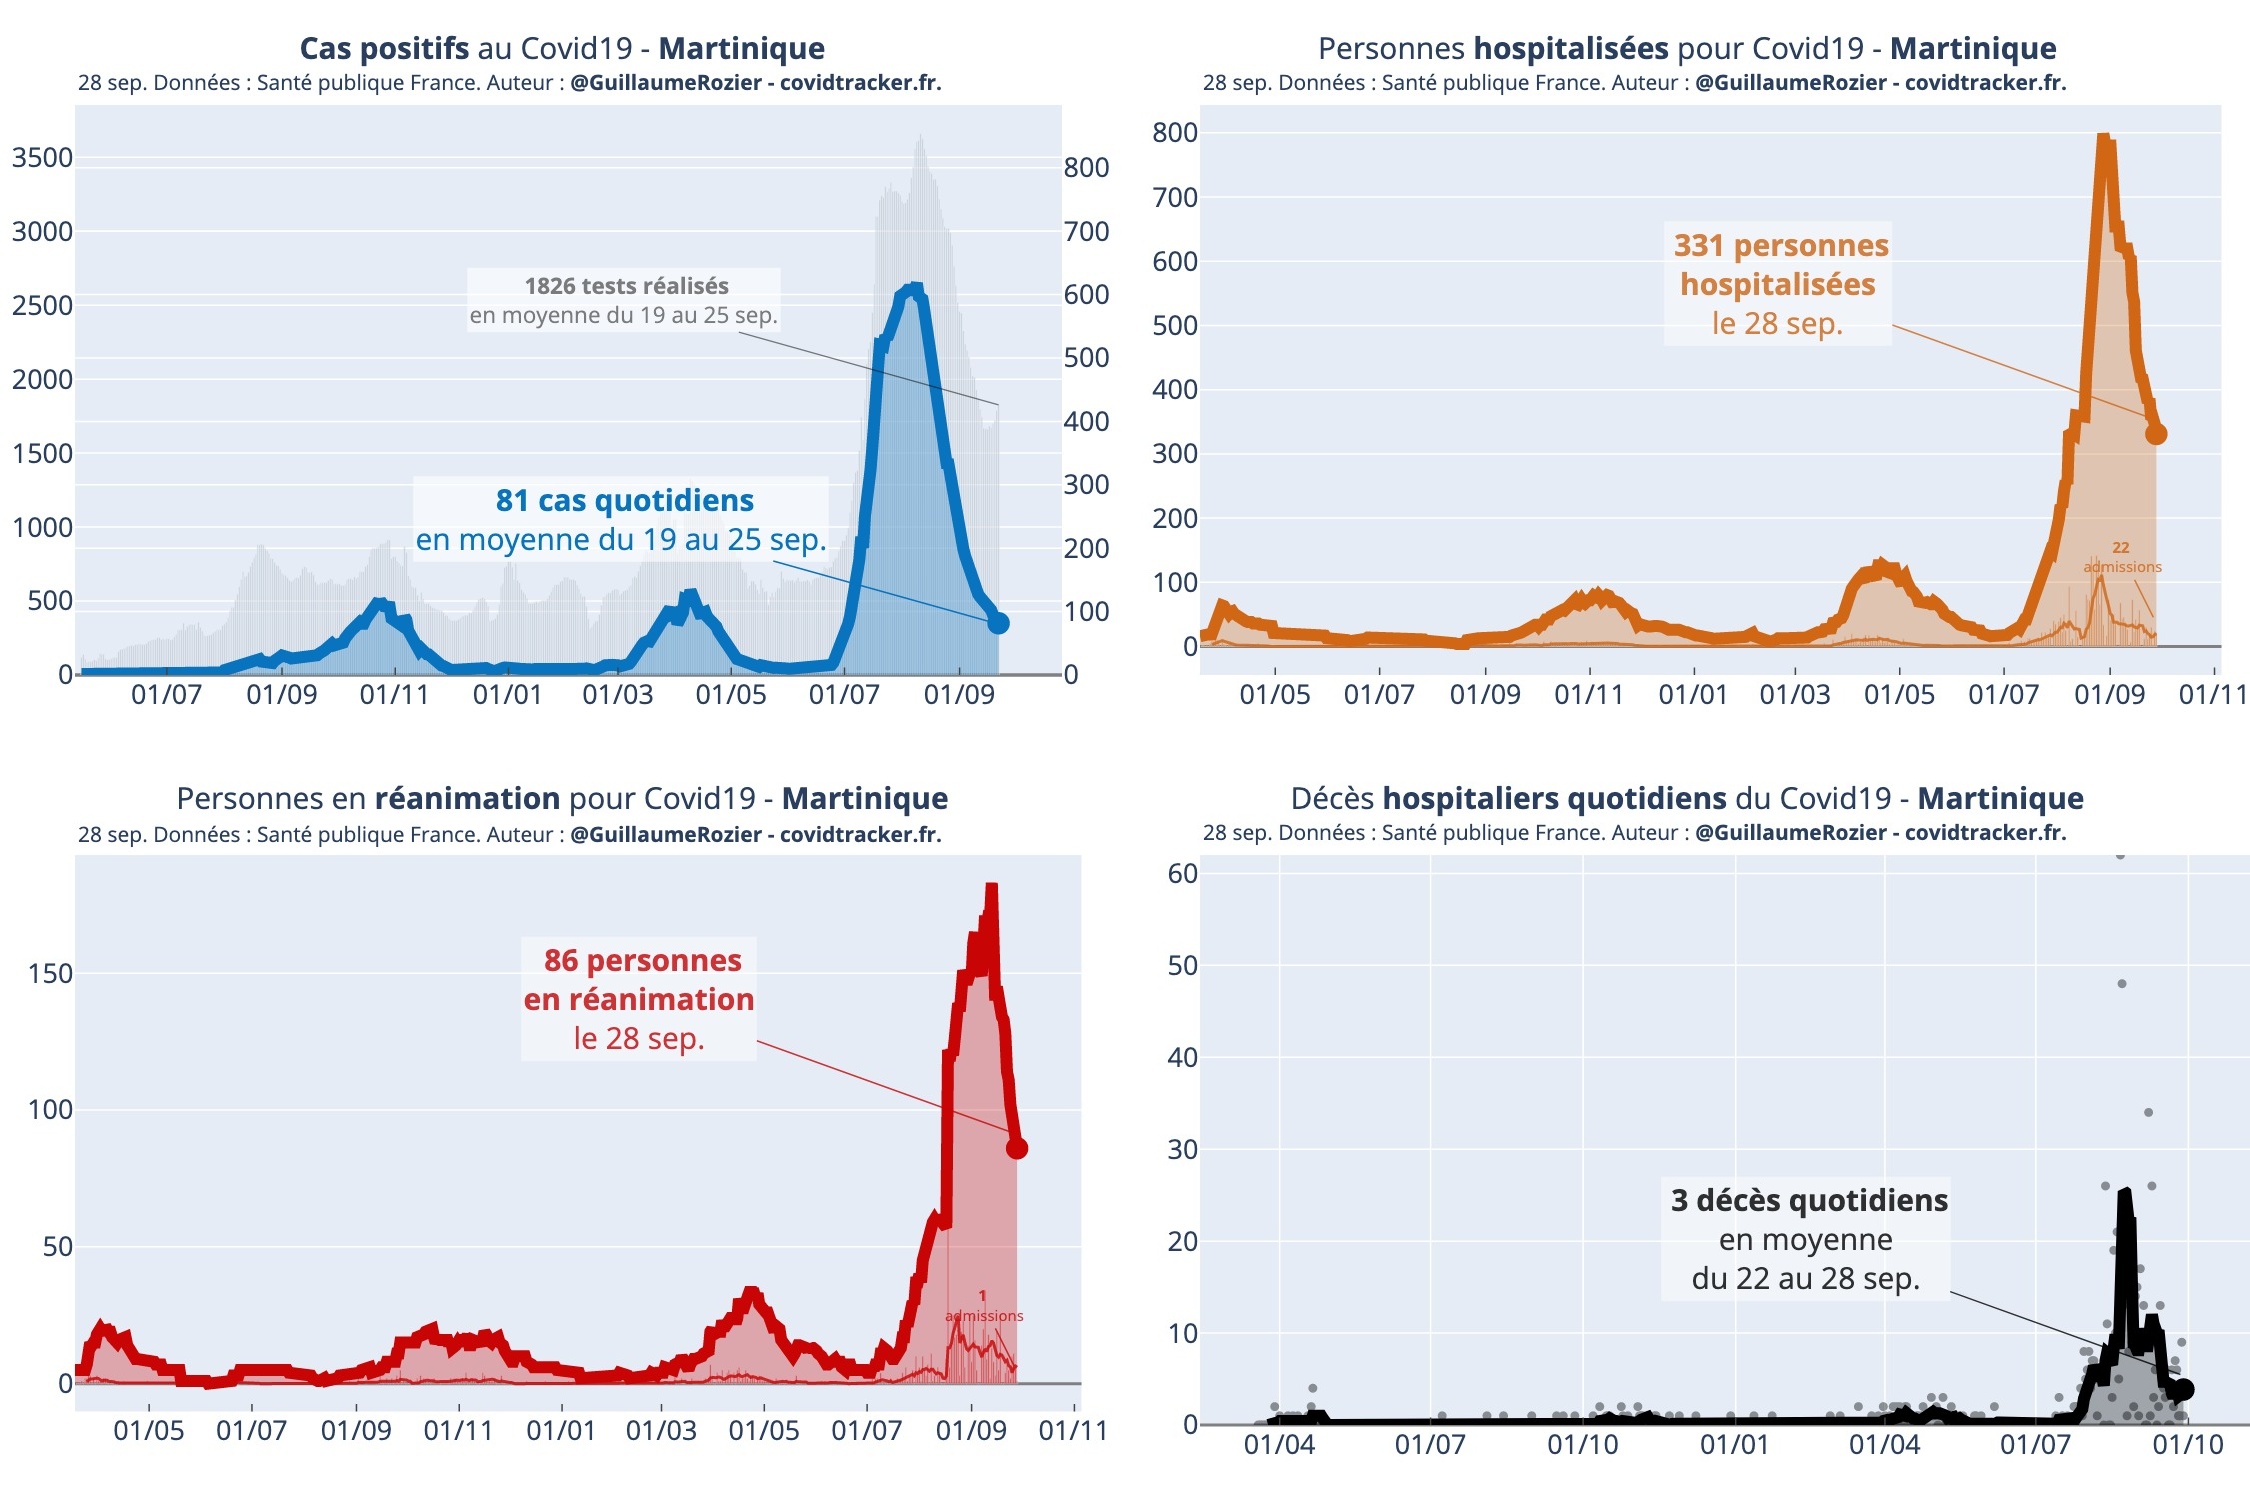 Cas positifs au Covid19 - Martinique
28 sep. Données : Santé publique France. Auteur : @GuillaumeRozier - covidtracker.fr.
3500
3000
2500
2000
1500
1000
500
0
800
700
600
500
400
300
200
100
0
1826 tests réalisés
en moyenne du 19 au 25 sep.
81 cas quotidiens
en moyenne du 19 au 25 sep.
01/07 01/09 01/11 01/01 01/03 01/05 01/07 01/09
Personnes hospitalisées pour Covid19 - Martinique
28 sep. Données : Santé publique France. Auteur : @GuillaumeRozier - covidtracker.fr.
800
700
600
500
400
300
200
100
0
331 personnes
hospitalisées
le 28 sep.
22
admissions
01/05 01/07 01/09 01/11 01/01 01/03 01/05 01/07 01/09 01/11
Personnes en réanimation pour Covid19 - Martinique
28 sep. Données : Santé publique France. Auteur : @GuillaumeRozier - covidtracker.fr.
150
100
50
0
86 personnes
en réanimation
le 28 sep.
1
admissions
01/05 01/07 01/09 01/11 01/01 01/03 01/05 01/07 01/09 01/11
Décès hospitaliers quotidiens du Covid19 - Martinique
28 sep. Données : Santé publique France. Auteur : @GuillaumeRozier - covidtracker.fr.
60
50
40
30
20
10
0
3 décès quotidiens
en moyenne
du 22 au 28 sep.
01/04 01/07 01/10 01/01 01/04 01/07 01/10